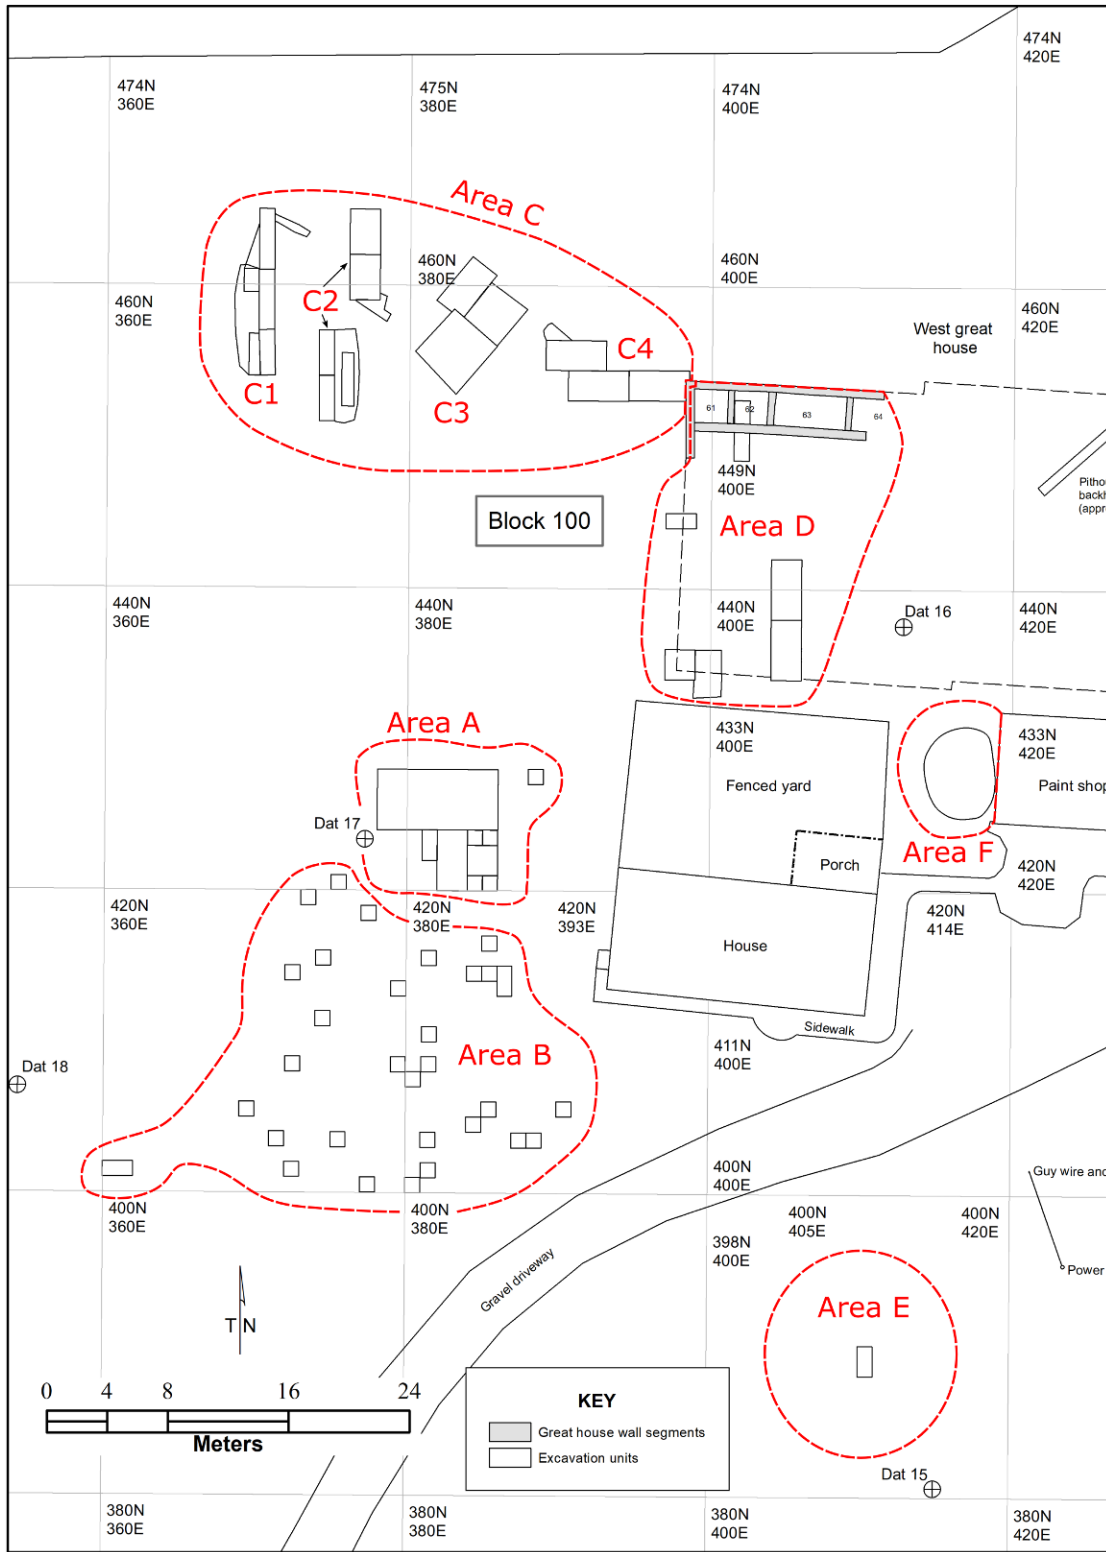 474N
420E
474N
360E
475N
380E
474N
400E
Area C
460N
380E
460N
400E
C2
460N
360E
460N
420E
West great
house
C4
C1
C3
61
62
63
64
449N
400E
Block 100
Area D
440N
360E
440N
380E
440N
400E
Dat 16
440N
420E
Area A
433N
400E
433N
420E
Fenced yard
Paint shop
Dat 17
Porch
Area F
420N
420E
420N
360E
420N
380E
420N
393E
420N
414E
House
Sidewalk
Area B
411N
400E
Dat 18
400N
400E
Guy wire and
400N
360E
400N
380E
400N
405E
400N
420E
398N
400E
Power
Gravel driveway
Area E
T N
0 4 8 16 24
Meters
KEY
Great house wall segments
Excavation units
Dat 15
380N
360E
380N
380E
380N
400E
380N
420E